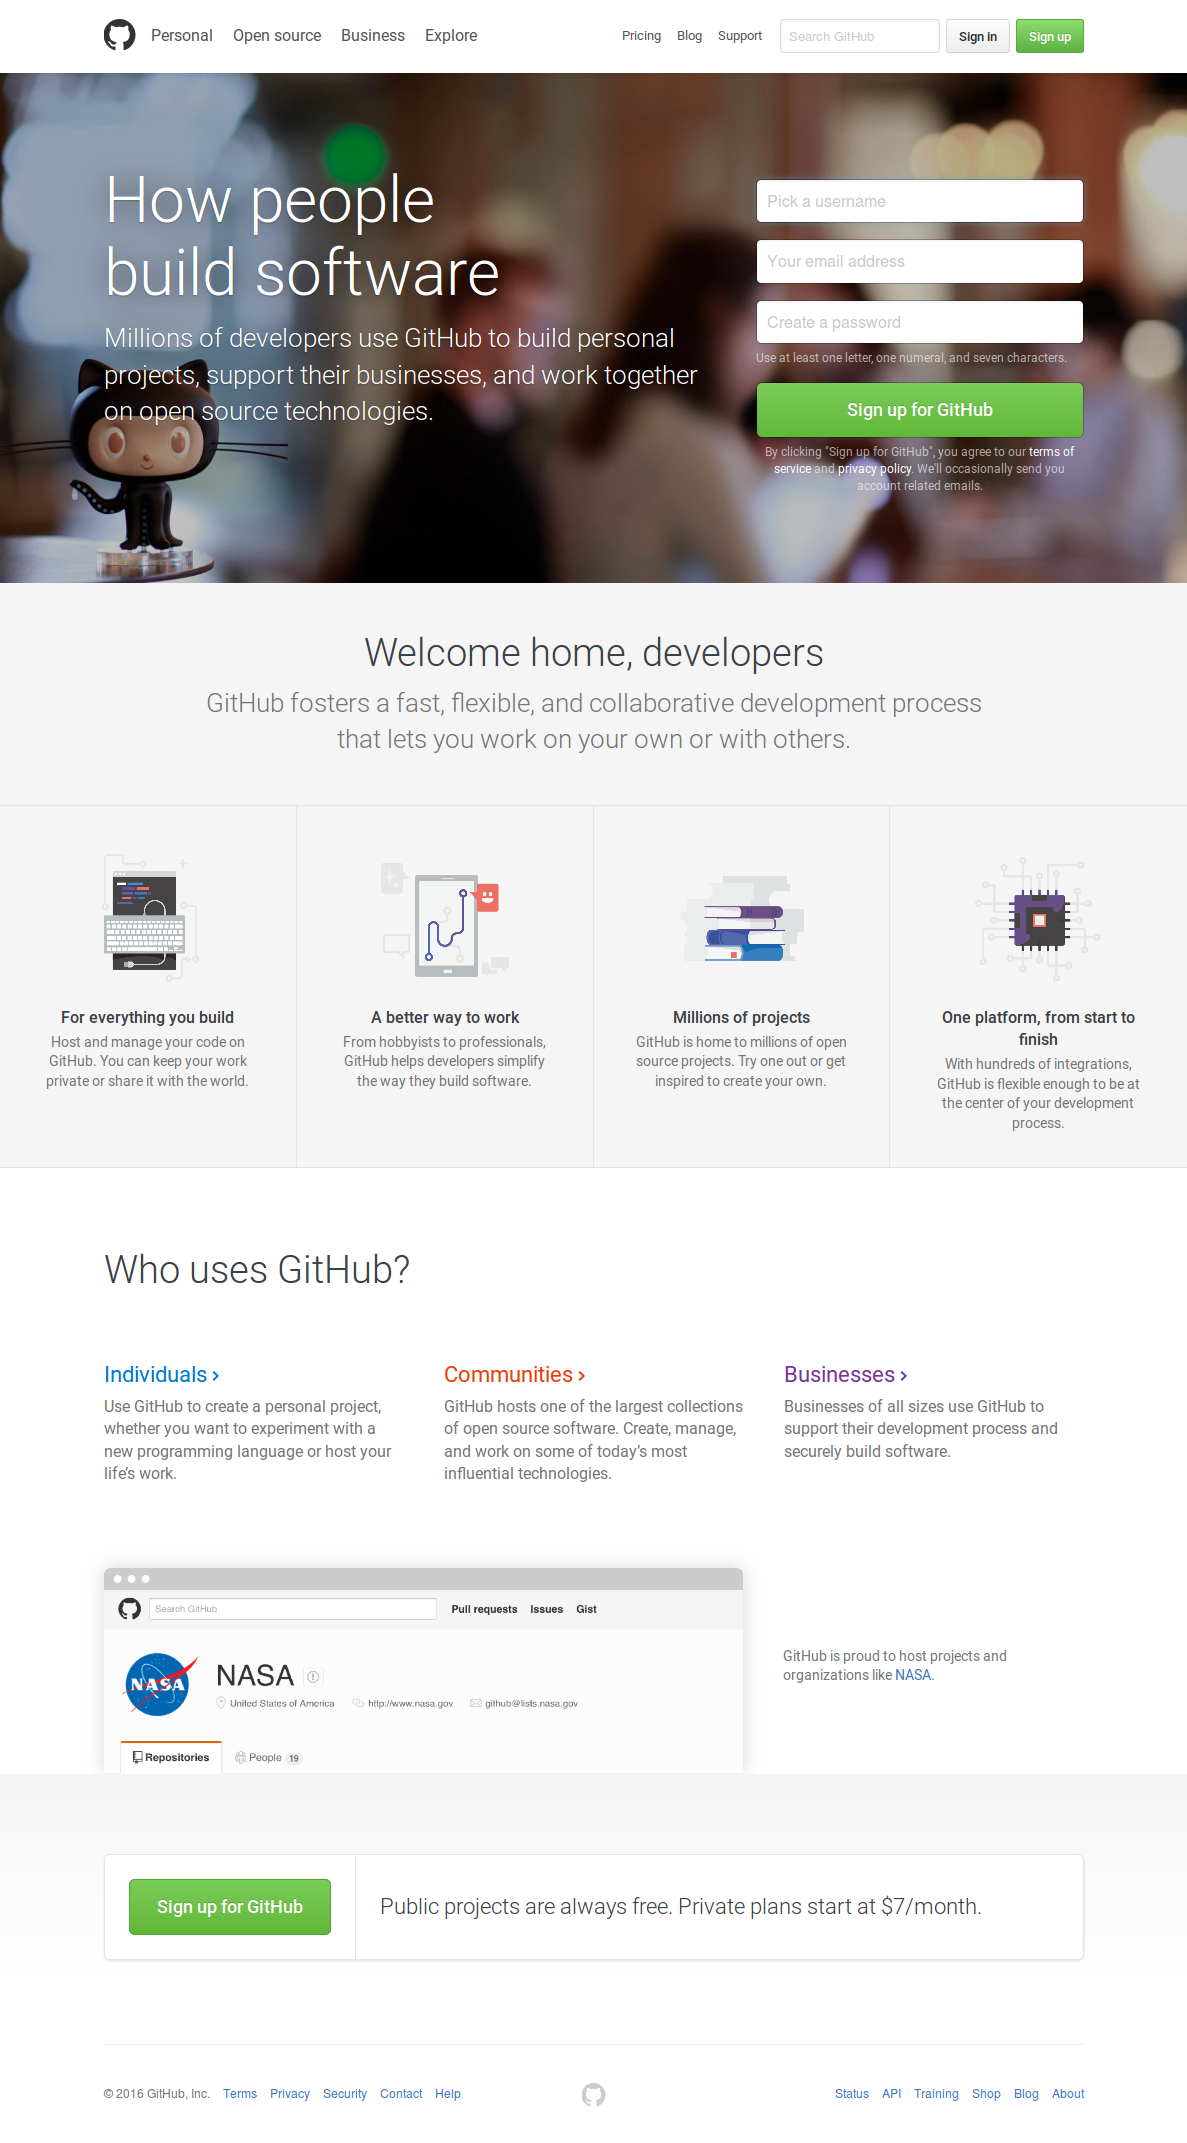 Personal Open source Business Explore Pricing Blog Support Search GitHub Sign in Sign up
How people
build software
Millions of developers use GitHub to build personal
projects, support their businesses, and work together
on open source technologies.
Pick a username
Your email address
Create a password
Use at least one letter, one numeral, and seven characters.
Sign up for GitHub
By clicking "Sign up for GitHub", you agree to our terms of
service and privacy policy. We'll occasionally send you
account related emails.
Welcome home, developers
GitHub fosters a fast, flexible, and collaborative development process
that lets you work on your own or with others.
For everything you build
Host and manage your code on
GitHub. You can keep your work
private or share it with the world.
A better way to work
From hobbyists to professionals,
GitHub helps developers simplify
the way they build software.
Millions of projects
GitHub is home to millions of open
source projects. Try one out or get
inspired to create your own.
One platform, from start to
finish
With hundreds of integrations,
GitHub is flexible enough to be at
the center of your development
process.
Who uses GitHub?
Individuals
Use GitHub to create a personal project,
whether you want to experiment with a
new programming language or host your
life’s work.
Communities
GitHub hosts one of the largest collections
of open source software. Create, manage,
and work on some of today’s most
influential technologies.
Businesses
Businesses of all sizes use GitHub to
support their development process and
securely build software.
Search GitHub Pull requests Issues Gist
NASA
NASA
United States of America http://www.nasa.gov github@lists.nasa.gov
Repositories People 19
GitHub is proud to host projects and
organizations like NASA.
Sign up for GitHub
Public projects are always free. Private plans start at $7/month.
© 2016 GitHub, Inc. Terms Privacy Security Contact Help Status API Training Shop Blog About